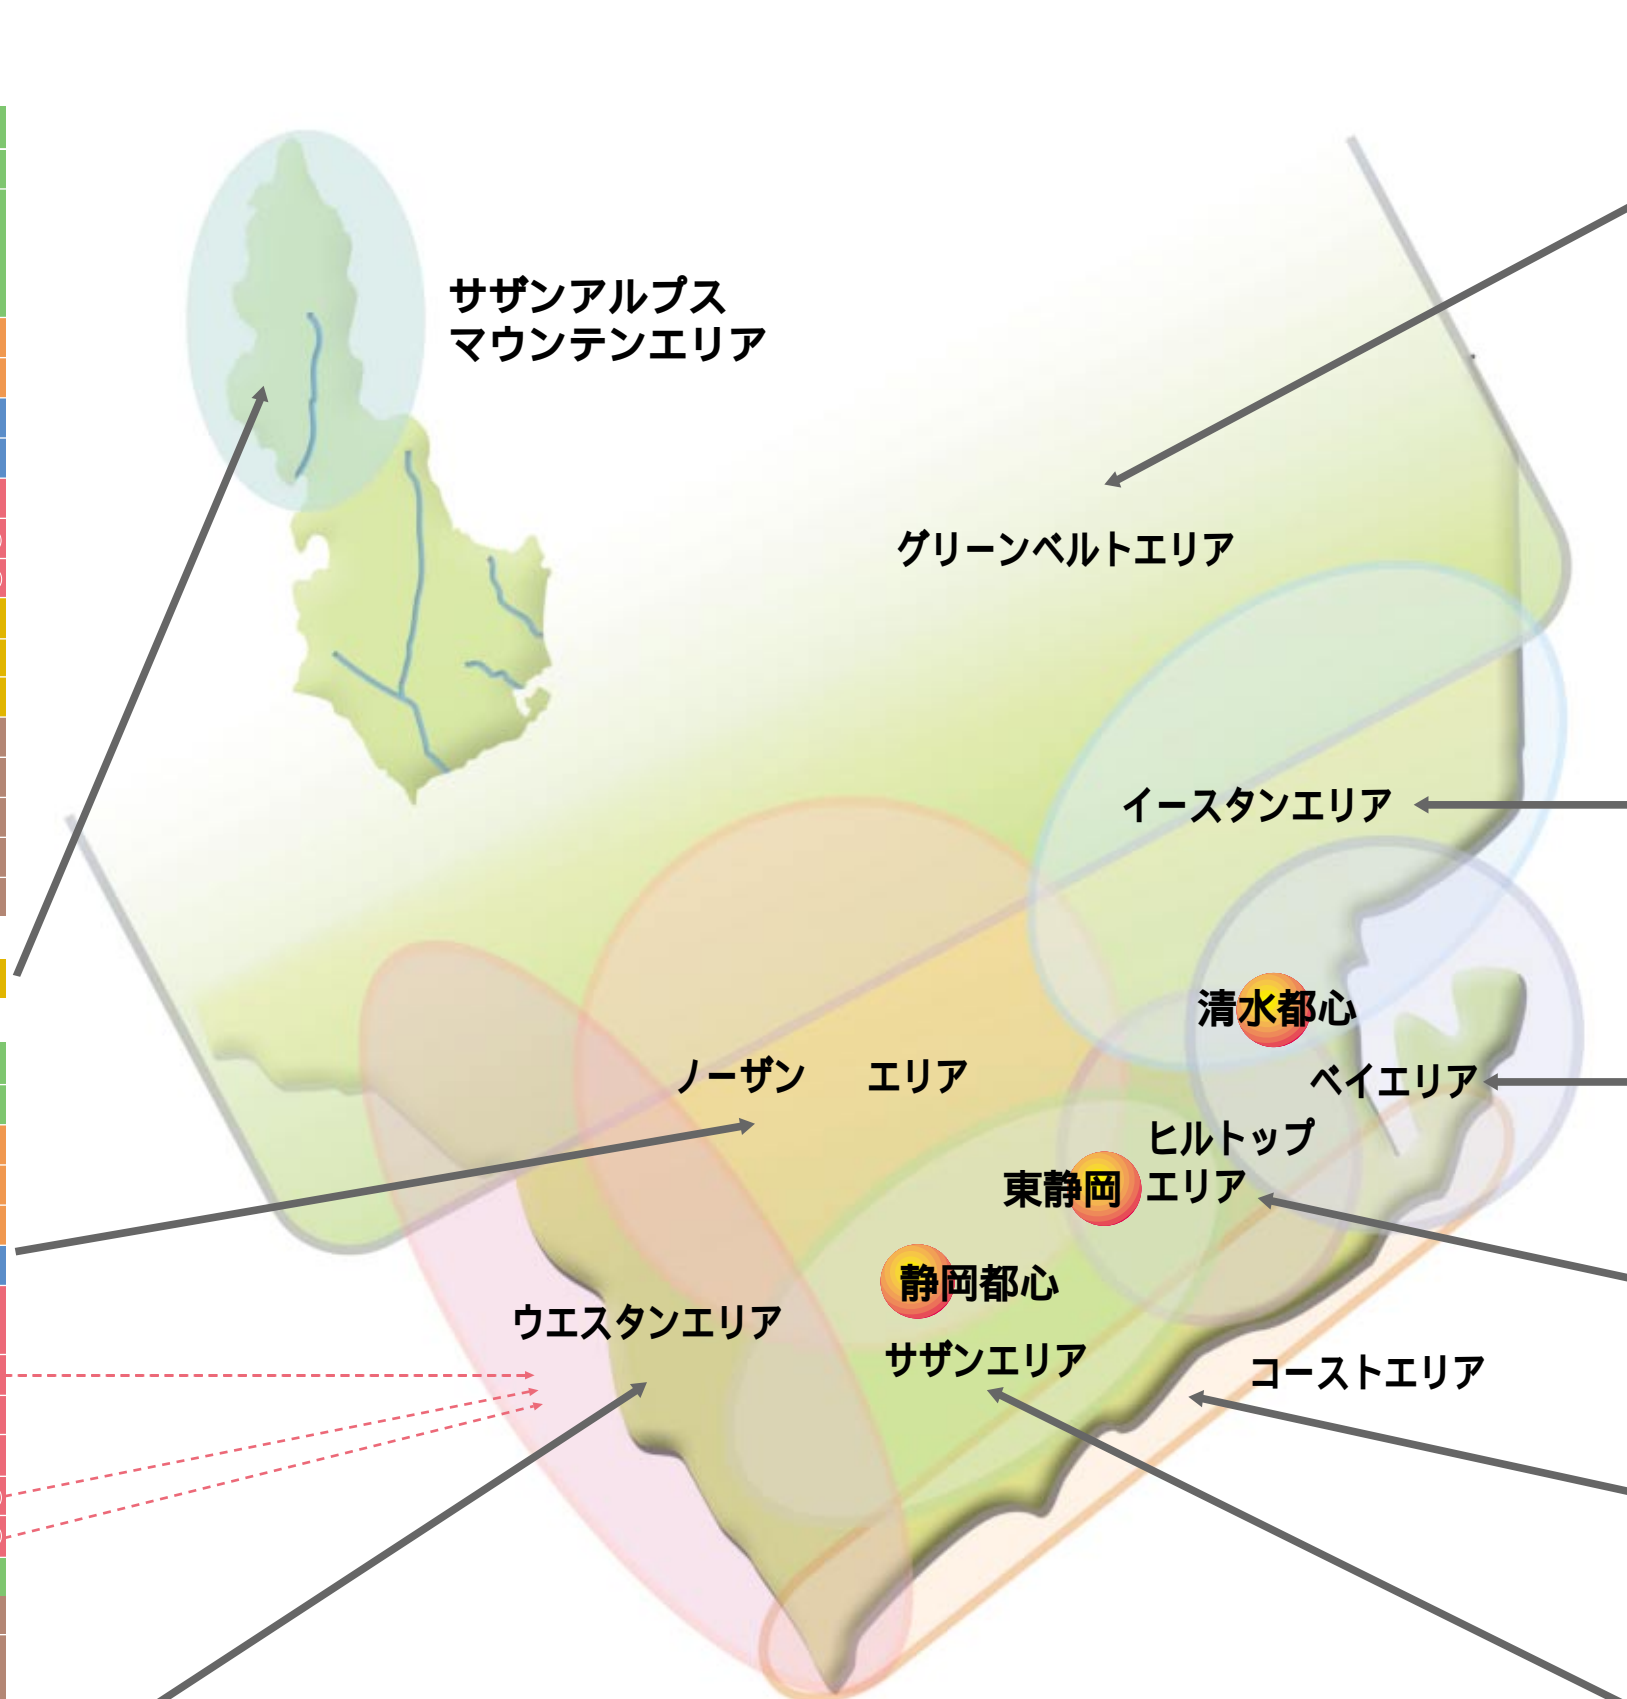 サザンアルプス
マウンテンエリア
グリーンベルトエリア
イースタンエリア
清水都心
ノーザン　エリア
ベイエリア
ヒルトップ
エリア
東静岡
静岡都心
ウエスタンエリア
サザンエリア
コーストエリア